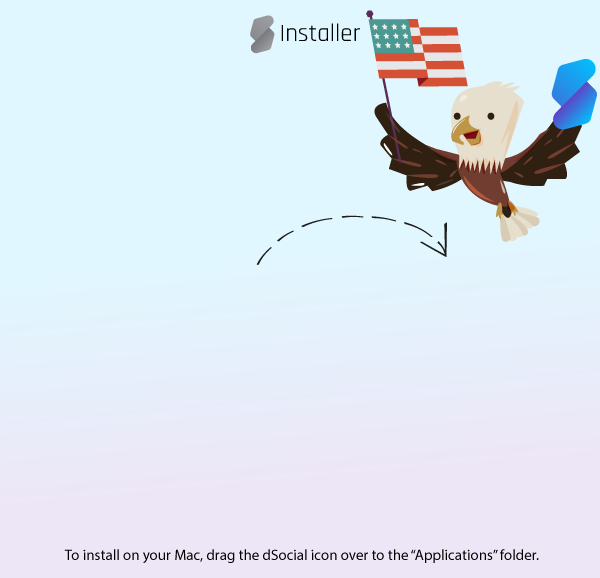 Installer
To install on your Mac, drag the dSocial icon over to the “Applications” folder.